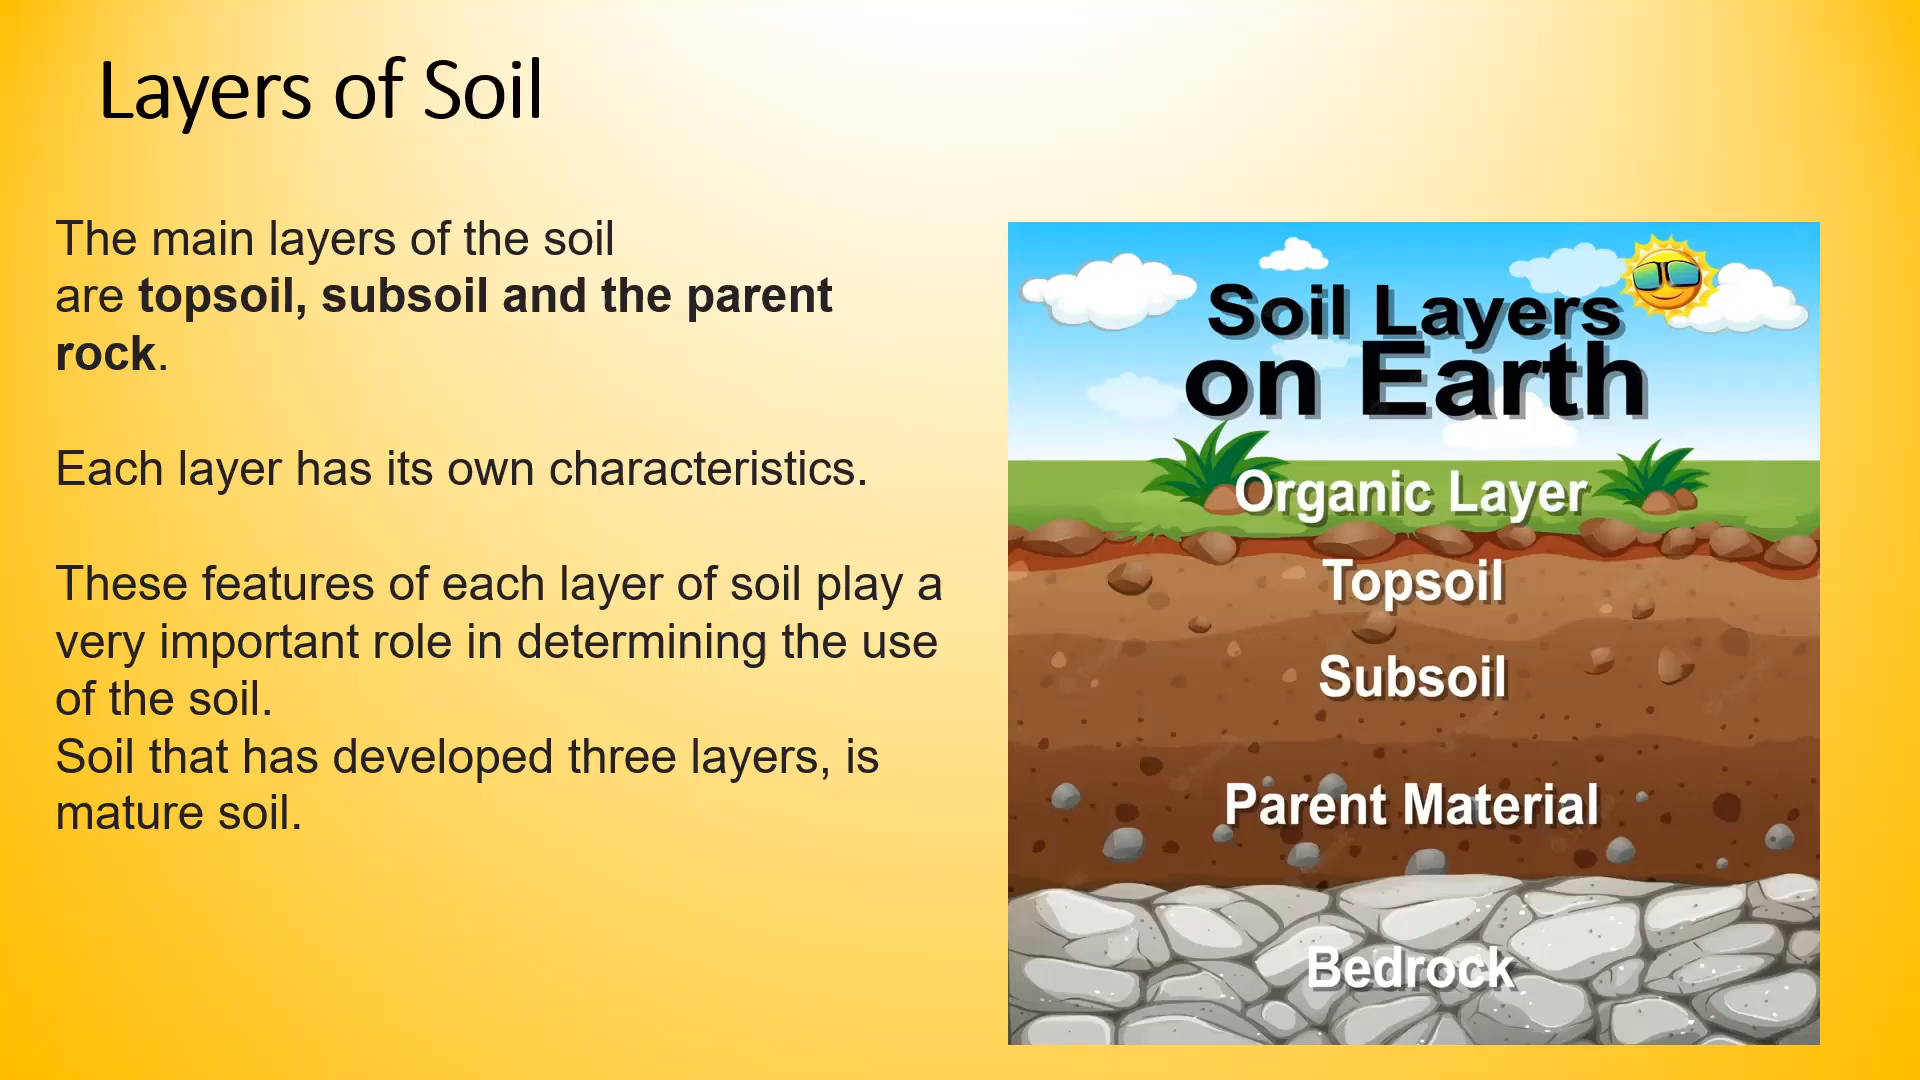 Layers of Soil
The main layers of the soil
are topsoil, subsoil and the parent
rock.
Each layer has its own characteristics.
These features of each layer of soil play a
very important role in determining the use
of the soil.
Soil that has developed three layers, is
mature soil.
Soil Layers
on Earth
Organic Layer
Topsoil
Subsoil
Parent Material
Bedrock